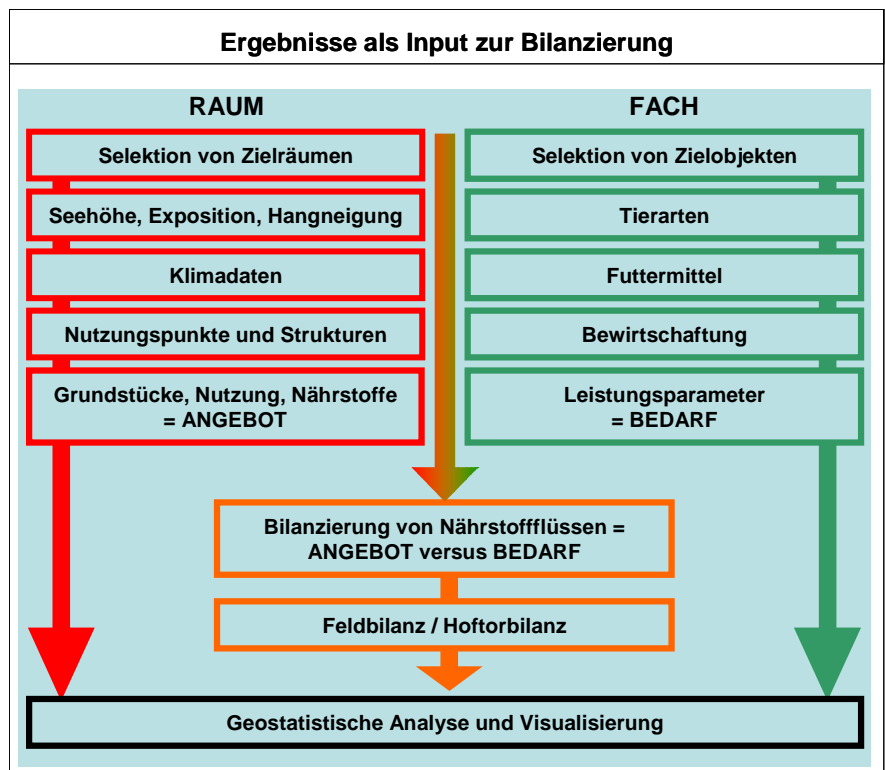 Ergebnisse als Input zur Bilanzierung
RAUM
Selektion von Zielräumen
Seehöhe, Exposition, Hangneigung
Klimadaten
Nutzungspunkte und Strukturen
Grundstücke, Nutzung, Nährstoffe
= ANGEBOT
FACH
Selektion von Zielobjekten
Tierarten
Futtermittel
Bewirtschaftung
Leistungsparameter
= BEDARF
Bilanzierung von Nährstoffflüssen =
ANGEBOT versus BEDARF
Feldbilanz / Hoftorbilanz
Geostatistische Analyse und Visualisierung